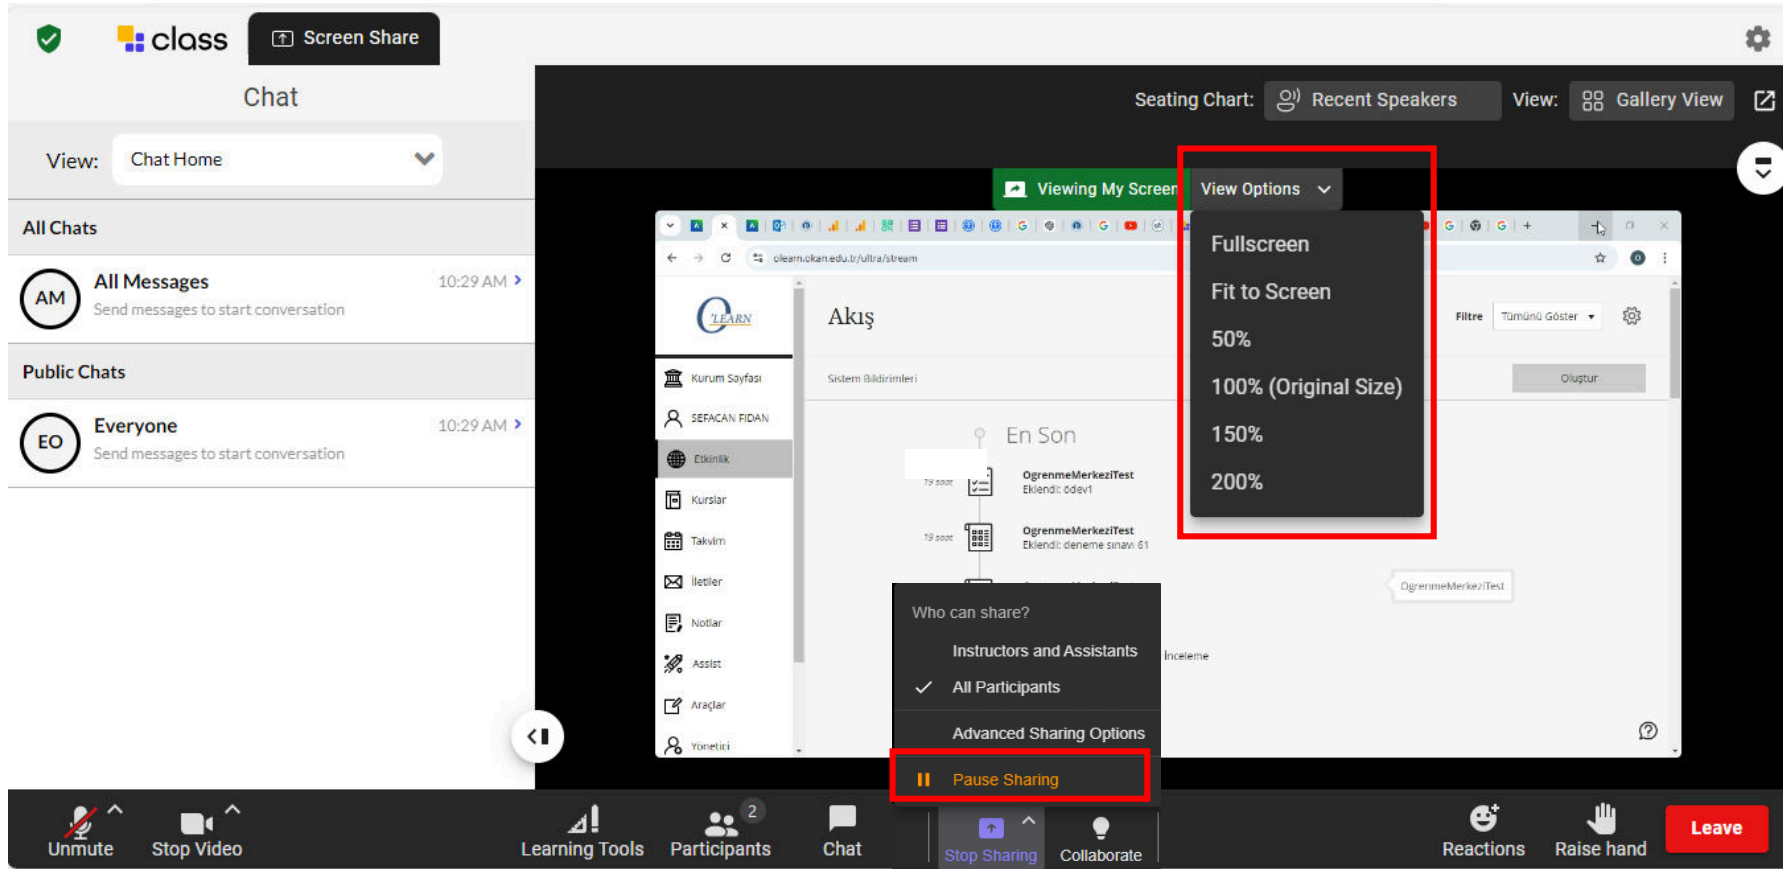 class
Screen Share
Chat
Seating Chart: Recent Speakers View: Gallery View
View: Chat Home
Viewing My Screen View Options
All Chats
AM All Messages 10:29 AM
Send messages to start conversation
Public Chats
EO Everyone 10:29 AM
Send messages to start conversation
olearn.okan.edu.tr/ultra/stream
Fullscreen
Fit to Screen
50%
100% (Original Size)
150%
200%
O'LEARN
Akış
Filtre Tümünü Göster
Kurum Sayfası
Sistem Bildirimleri
Oluştur
SEFACAN FIDAN
Etkinlik
Kurslar
Takvim
İletiler
Notlar
Assist
Araçlar
Yönetici
En Son
19 saat OgrenmeMerkeziTest
Eklendi: ödev1
19 saat OgrenmeMerkeziTest
Eklendi: deneme sınavı 61
OgrenmeMerkeziTest
İnceleme
Who can share?
Instructors and Assistants
All Participants
Advanced Sharing Options
Pause Sharing
Unmute
Stop Video
Learning Tools
Participants 2
Chat
Stop Sharing
Collaborate
Reactions
Raise hand
Leave